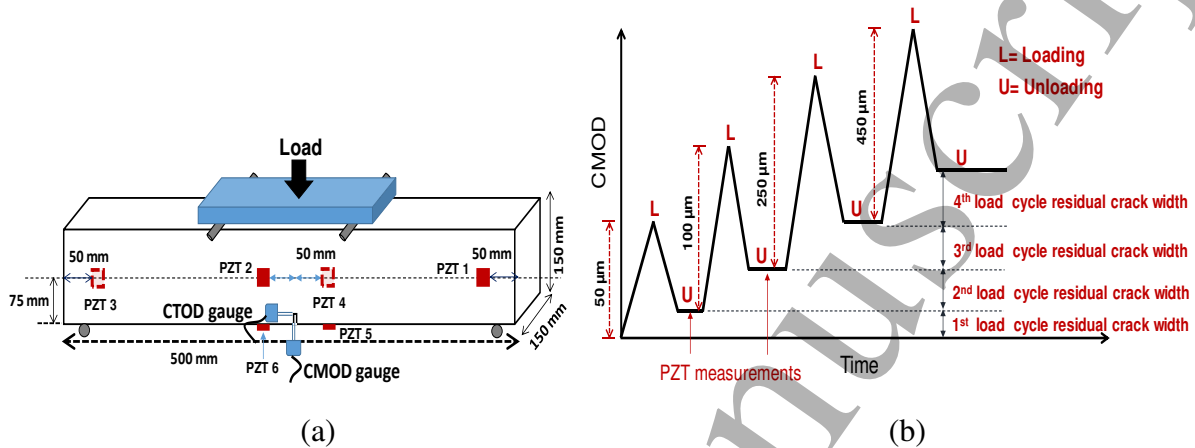 Load
50 mm
50 mm
50 mm
PZT 2
PZT 1
PZT 3
PZT 4
75 mm
150 mm
150 mm
CTOD gauge
PZT 5
500 mm
PZT 6
CMOD gauge
(a)
CMOD
L
L
L
L
L= Loading
U= Unloading
50 µm
100 µm
250 µm
450 µm
U
U
U
U
4th load cycle residual crack width
3rd load cycle residual crack width
2nd load cycle residual crack width
1st load cycle residual crack width
PZT measurements
Time
(b)